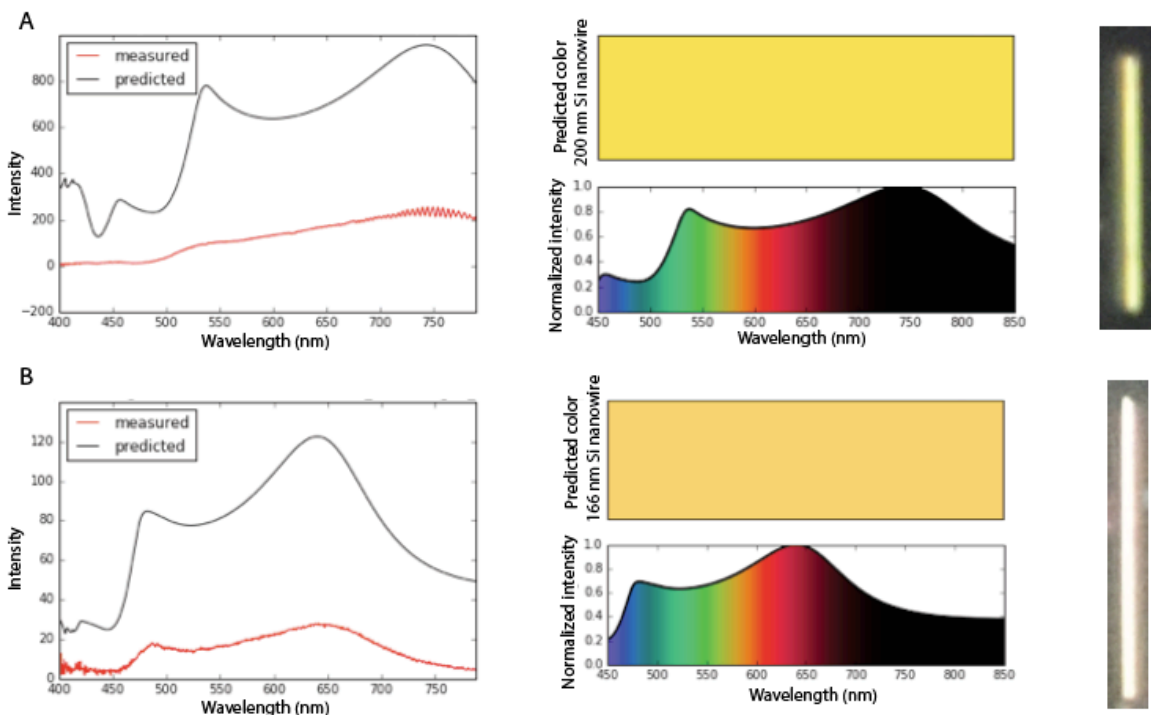 A
measured
predicted
800
600
400
200
0
−200
Intensity
400 450 500 550 600 650 700 750
Wavelength (nm)
Predicted color
200 nm Si nanowire
1.0
0.8
0.6
0.4
0.2
0.0
Normalized intensity
450 500 550 600 650 700 750 800 850
Wavelength (nm)
B
measured
predicted
120
100
80
60
40
20
0
Intensity
400 450 500 550 600 650 700 750
Wavelength (nm)
Predicted color
166 nm Si nanowire
1.0
0.8
0.6
0.4
0.2
0.0
Normalized intensity
450 500 550 600 650 700 750 800 850
Wavelength (nm)